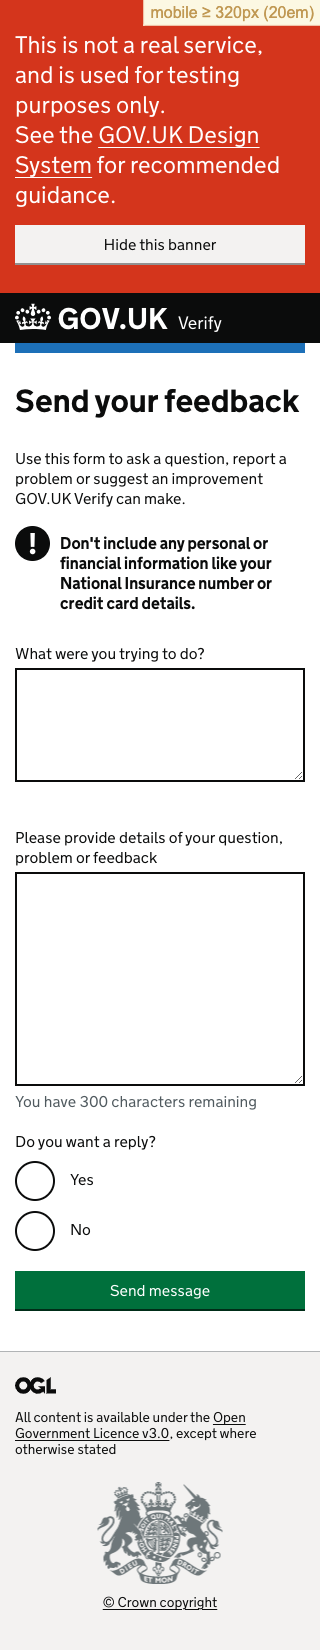 mobile ≥ 320px (20em)
This is not a real service,
and is used for testing
purposes only.
See the GOV.UK Design
System for recommended
guidance.
Hide this banner
GOV.UK Verify
Send your feedback
Use this form to ask a question, report a
problem or suggest an improvement
GOV.UK Verify can make.
! Don't include any personal or
financial information like your
National Insurance number or
credit card details.
What were you trying to do?
Please provide details of your question,
problem or feedback
You have 300 characters remaining
Do you want a reply?
Yes
No
Send message
OGL
All content is available under the Open
Government Licence v3.0, except where
otherwise stated
DIEU ET MON DROIT
© Crown copyright